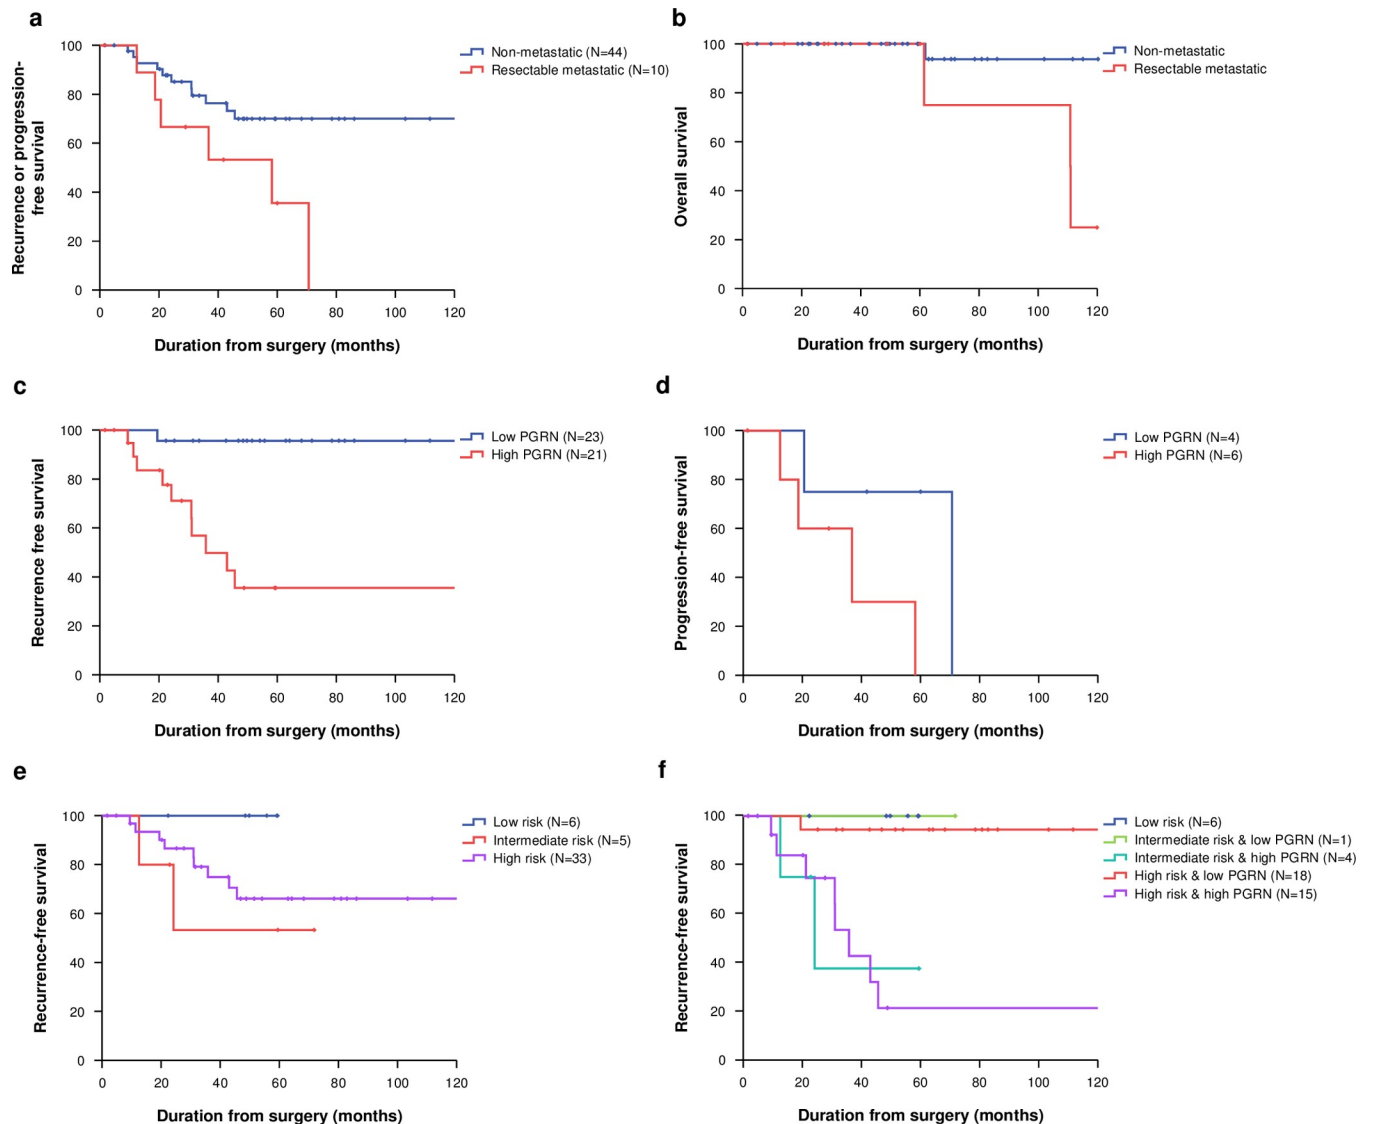 a
Recurrence or progression-
free survival
100
80
60
40
20
0
0 20 40 60 80 100 120
Duration from surgery (months)
Non-metastatic (N=44)
Resectable metastatic (N=10)
b
Overall survival
100
80
60
40
20
0
0 20 40 60 80 100 120
Duration from surgery (months)
Non-metastatic
Resectable metastatic
c
Recurrence free survival
100
80
60
40
20
0
0 20 40 60 80 100 120
Duration from surgery (months)
Low PGRN (N=23)
High PGRN (N=21)
d
Progression-free survival
100
80
60
40
20
0
0 20 40 60 80 100 120
Duration from surgery (months)
Low PGRN (N=4)
High PGRN (N=6)
e
Recurrence-free survival
100
80
60
40
20
0
0 20 40 60 80 100 120
Duration from surgery (months)
Low risk (N=6)
Intermediate risk (N=5)
High risk (N=33)
f
Recurrence-free survival
100
80
60
40
20
0
0 20 40 60 80 100 120
Duration from surgery (months)
Low risk (N=6)
Intermediate risk & low PGRN (N=1)
Intermediate risk & high PGRN (N=4)
High risk & low PGRN (N=18)
High risk & high PGRN (N=15)